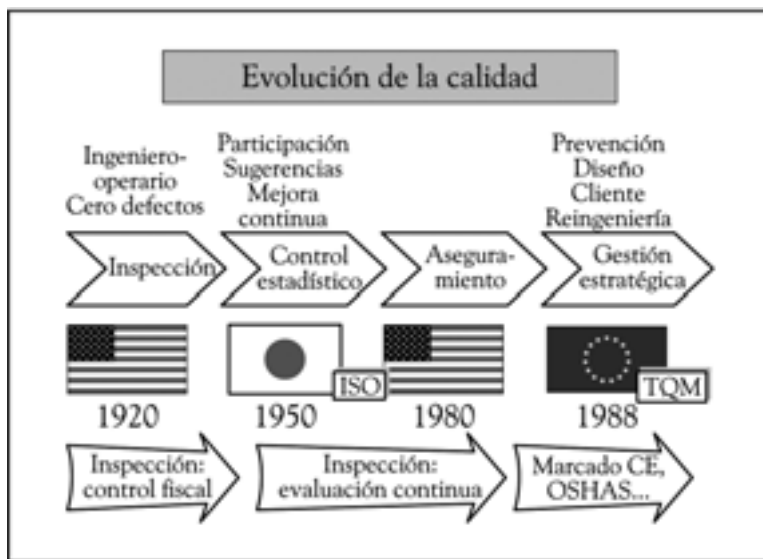 Evolución de la calidad
Ingeniero-
operario
Cero defectos
Participación
Sugerencias
Mejora
continua
Prevención
Diseño
Cliente
Reingeniería
Inspección
Control
estadístico
Asegura-
miento
Gestión
estratégica
ISO
TQM
1920
1950
1980
1988
Inspección:
control fiscal
Inspección:
evaluación continua
Marcado CE,
OSHAS...